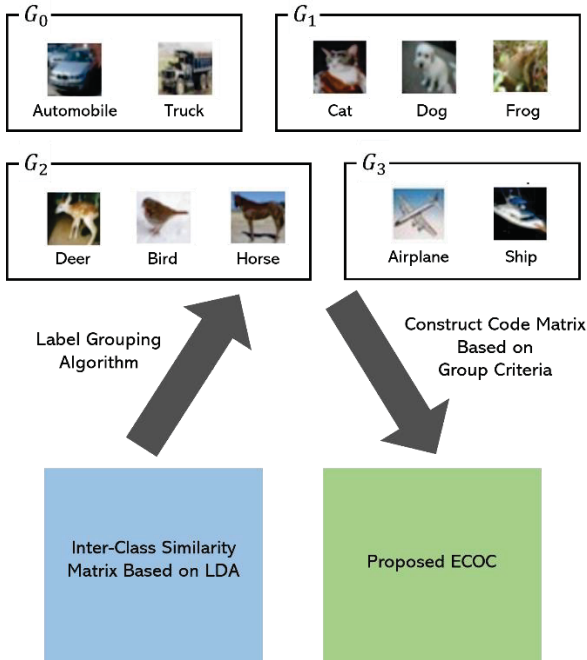 G₀
Automobile Truck
G₁
Cat Dog Frog
G₂
Deer Bird Horse
G₃
Airplane Ship
Label Grouping
Algorithm
Construct Code Matrix
Based on
Group Criteria
Inter-Class Similarity
Matrix Based on LDA
Proposed ECOC